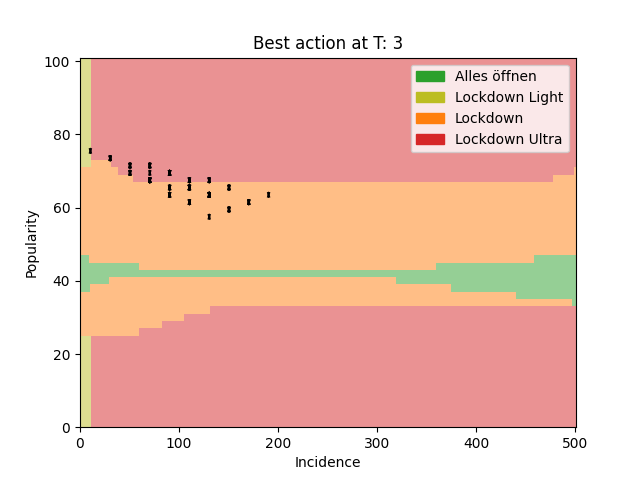 Best action at T: 3
Alles öffnen
Lockdown Light
Lockdown
Lockdown Ultra
100
80
60
40
20
0
Popularity
0 100 200 300 400 500
Incidence